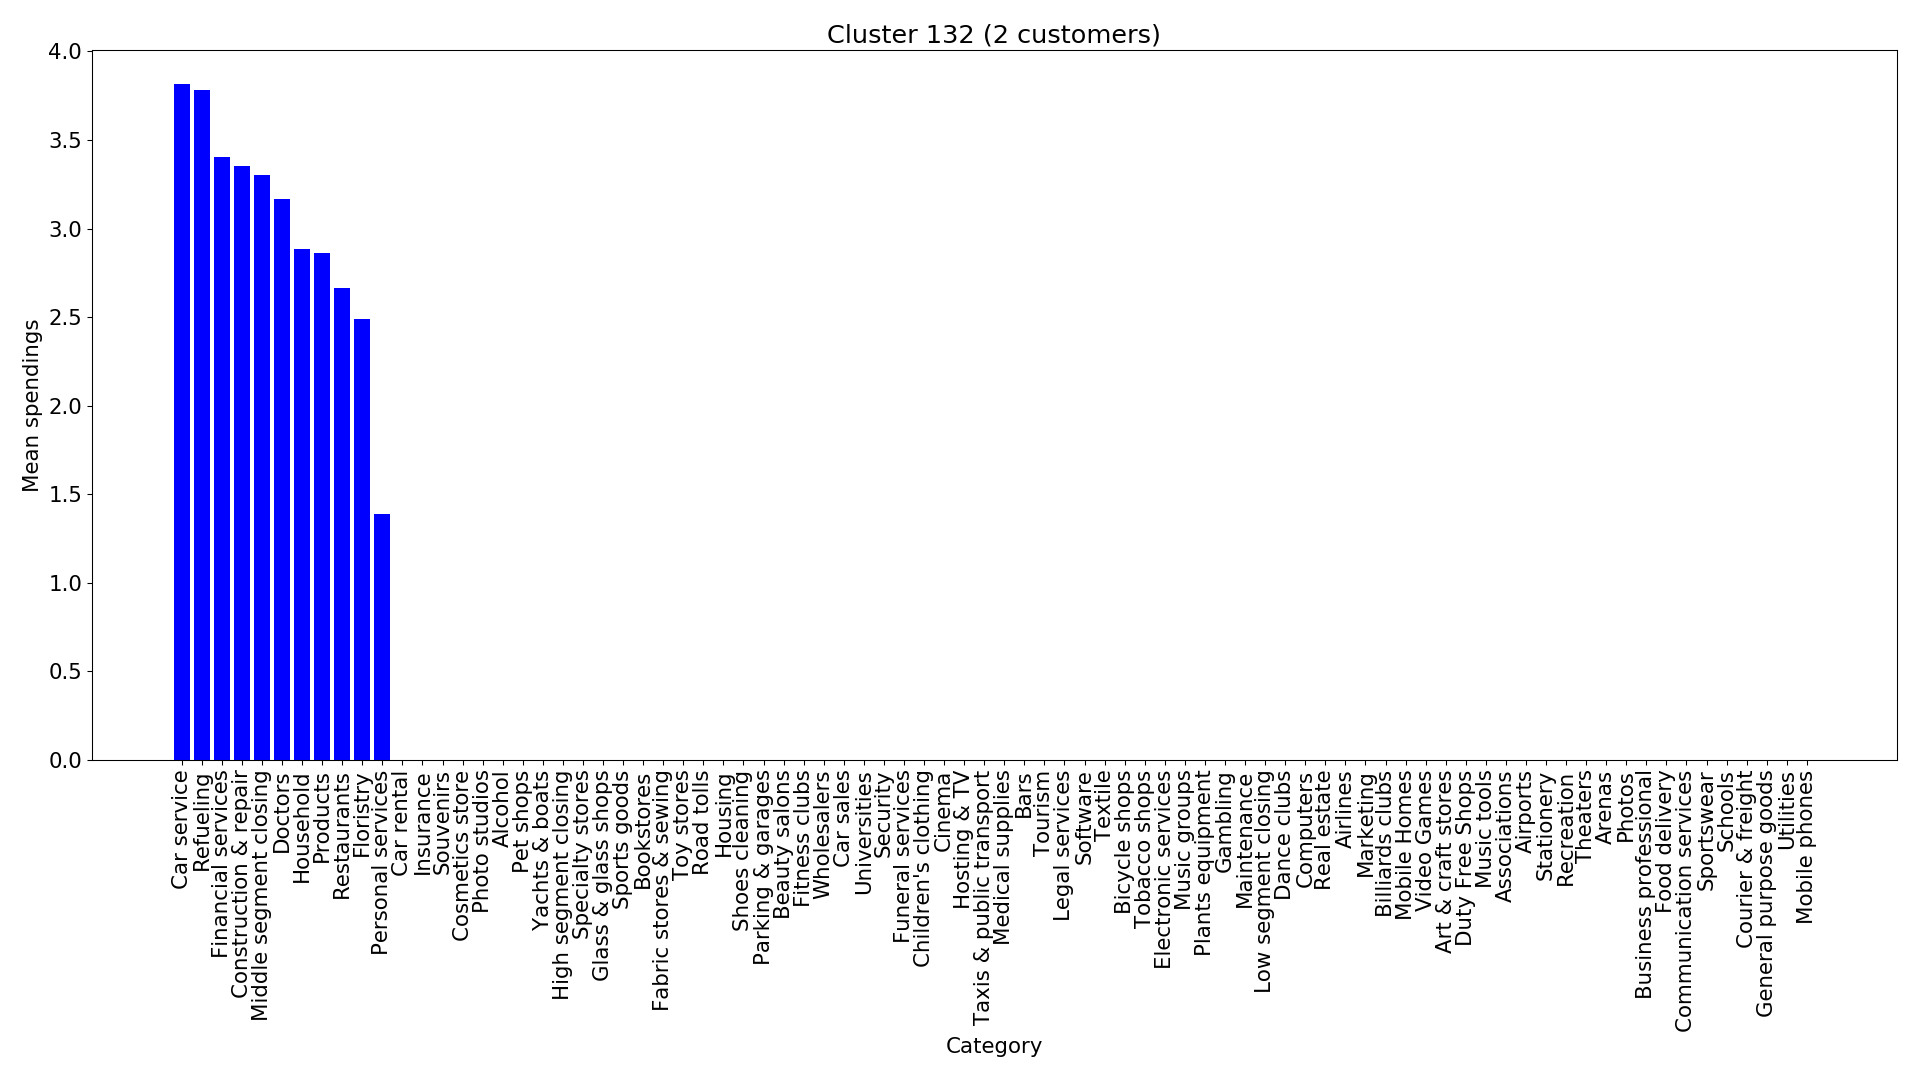 Cluster 132 (2 customers)
4.0
3.5
3.0
2.5
2.0
1.5
1.0
0.5
0.0
Mean spendings
Car service
Refueling
Financial services
Construction & repair
Middle segment closing
Doctors
Household
Products
Restaurants
Floristry
Personal services
Car rental
Insurance
Souvenirs
Cosmetics store
Photo studios
Alcohol
Pet shops
Yachts & boats
High segment closing
Specialty stores
Glass & glass shops
Sports goods
Bookstores
Fabric stores & sewing
Toy stores
Road tolls
Housing
Shoes cleaning
Parking & garages
Beauty salons
Fitness clubs
Wholesalers
Car sales
Universities
Security
Funeral services
Children's clothing
Cinema
Hosting & TV
Taxis & public transport
Medical supplies
Bars
Tourism
Legal services
Software
Textile
Bicycle shops
Tobacco shops
Electronic services
Music groups
Plants equipment
Gambling
Maintenance
Low segment closing
Dance clubs
Computers
Real estate
Airlines
Marketing
Billiards clubs
Mobile Homes
Video Games
Art & craft stores
Duty Free Shops
Music tools
Associations
Airports
Stationery
Recreation
Theaters
Arenas
Photos
Business professional
Food delivery
Communication services
Sportswear
Schools
Courier & freight
General purpose goods
Utilities
Mobile phones
Category